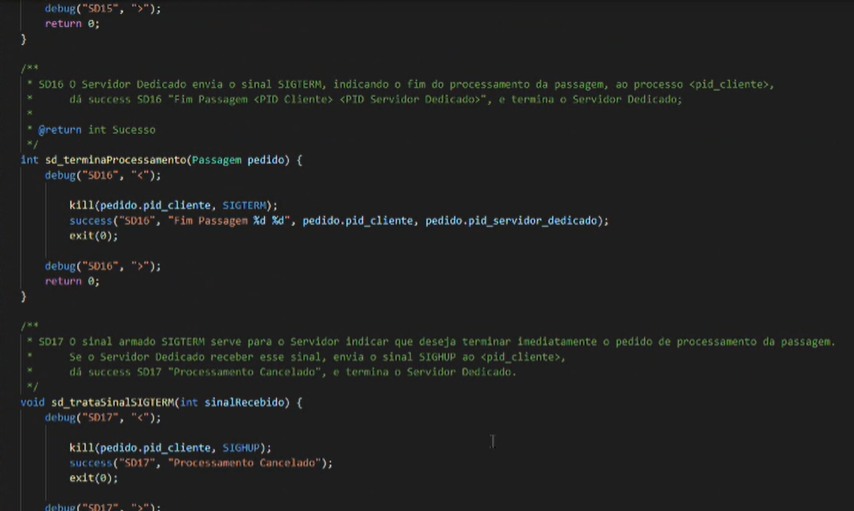 debug("SD15", ">");
return 0;
}
/**
* SD16 O Servidor Dedicado envia o sinal SIGTERM, indicando o fim do processamento da passagem, ao processo <pid_cliente>,
* dá success SD16 "Fim Passagem <PID Cliente> <PID Servidor Dedicado>", e termina o Servidor Dedicado;
*
* @return int Sucesso
*/
int sd_terminaProcessamento(Passagem pedido) {
debug("SD16", "<");
kill(pedido.pid_cliente, SIGTERM);
success("SD16", "Fim Passagem %d %d", pedido.pid_cliente, pedido.pid_servidor_dedicado);
exit(0);
debug("SD16", ">");
return 0;
}
/**
* SD17 O sinal armado SIGTERM serve para o Servidor indicar que deseja terminar imediatamente o pedido de processamento da passagem.
* Se o Servidor Dedicado receber esse sinal, envia o sinal SIGHUP ao <pid_cliente>,
* dá success SD17 "Processamento Cancelado", e termina o Servidor Dedicado.
*/
void sd_trataSinalSIGTERM(int sinalRecebido) {
debug("SD17", "<");
kill(pedido.pid_cliente, SIGHUP);
success("SD17", "Processamento Cancelado");
exit(0);
debug("SD17", ">");